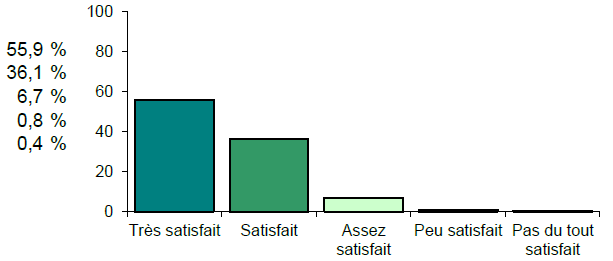 55,9 %
36,1 %
6,7 %
0,8 %
0,4 %
100
80
60
40
20
0
Très satisfait
Satisfait
Assez
satisfait
Peu satisfait
Pas du tout
satisfait